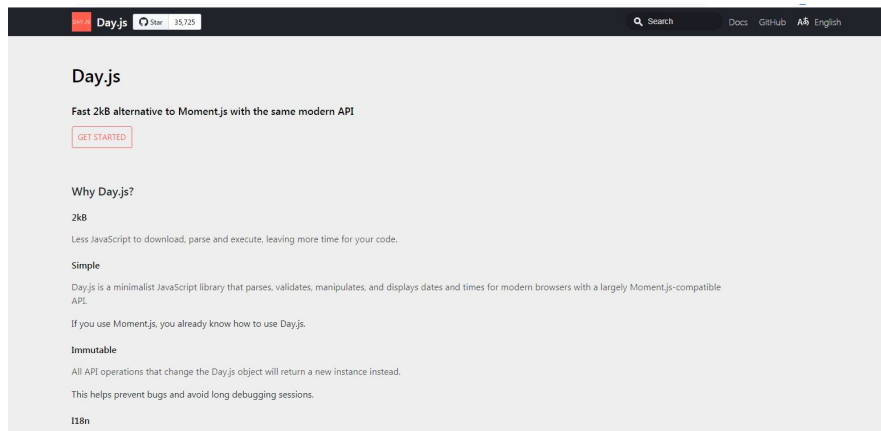 DAY.JS Day.js Star 35,725 Search Docs GitHub Aあ English
Day.js
Fast 2kB alternative to Moment.js with the same modern API
GET STARTED
Why Day.js?
2kB
Less JavaScript to download, parse and execute, leaving more time for your code.
Simple
Day.js is a minimalist JavaScript library that parses, validates, manipulates, and displays dates and times for modern browsers with a largely Moment.js-compatible
API.
If you use Moment.js, you already know how to use Day.js.
Immutable
All API operations that change the Day.js object will return a new instance instead.
This helps prevent bugs and avoid long debugging sessions.
I18n